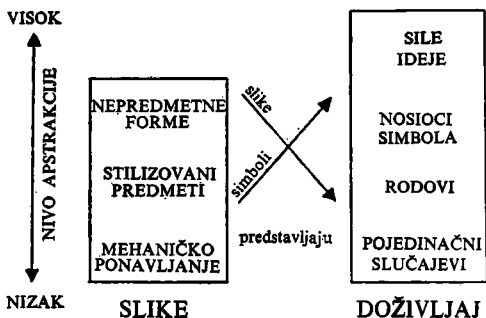 VISOK
NIVO APSTRAKCIJE
NIZAK
NEPREDMETNE
FORME
STILIZOVANI
PREDMETI
MEHANIČKO
PONAVLJANJE
SLIKE
slike
simboli
predstavljaju
SILE
IDEJE
NOSIOCI
SIMBOLA
RODOVI
POJEDINAČNI
SLUČAJEVI
DOŽIVLJAJ